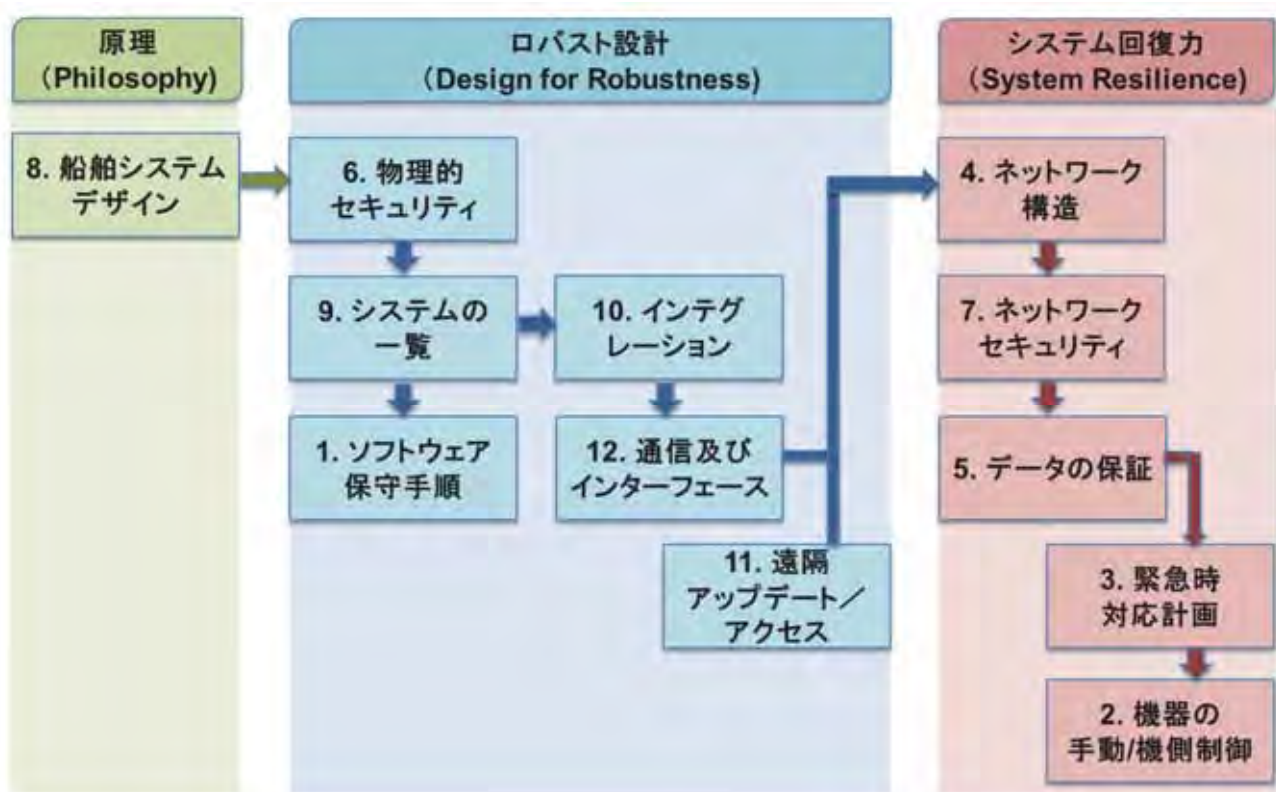 原理
（Philosophy)
ロバスト設計
（Design for Robustness)
システム回復力
（System Resilience)
8. 船舶システム
デザイン
6. 物理的
セキュリティ
9. システムの
一覧
1. ソフトウェア
保守手順
10. インテグ
レーション
12. 通信及び
インターフェース
11. 遠隔
アップデート／
アクセス
4. ネットワーク
構造
7. ネットワーク
セキュリティ
5. データの保証
3. 緊急時
対応計画
2. 機器の
手動/機側制御